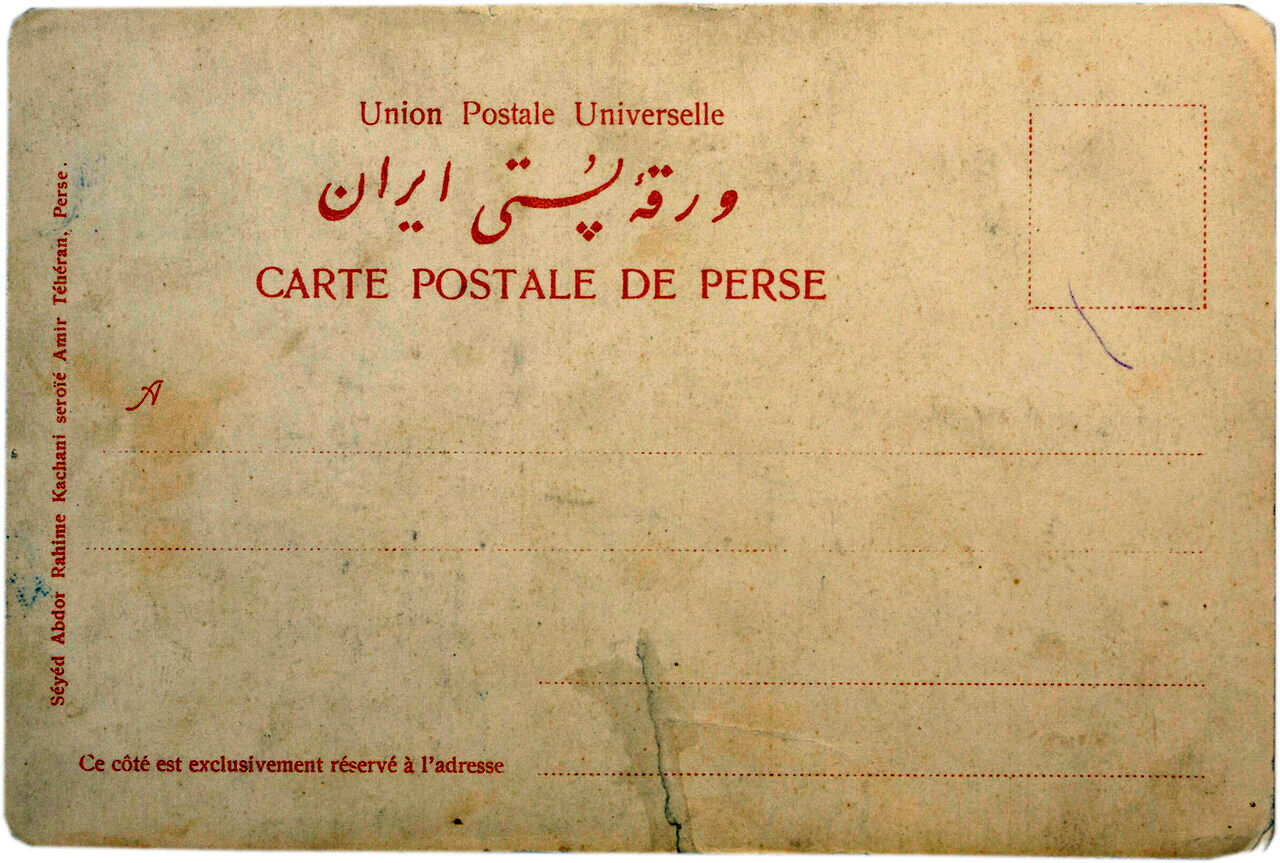 Union Postale Universelle
ورقهٔ پُستی ایران
CARTE POSTALE DE PERSE
A
Ce côté est exclusivement réservé à l'adresse
Séyéd Abdor Rahime Kachani seroïé Amir Téhéran, Perse.